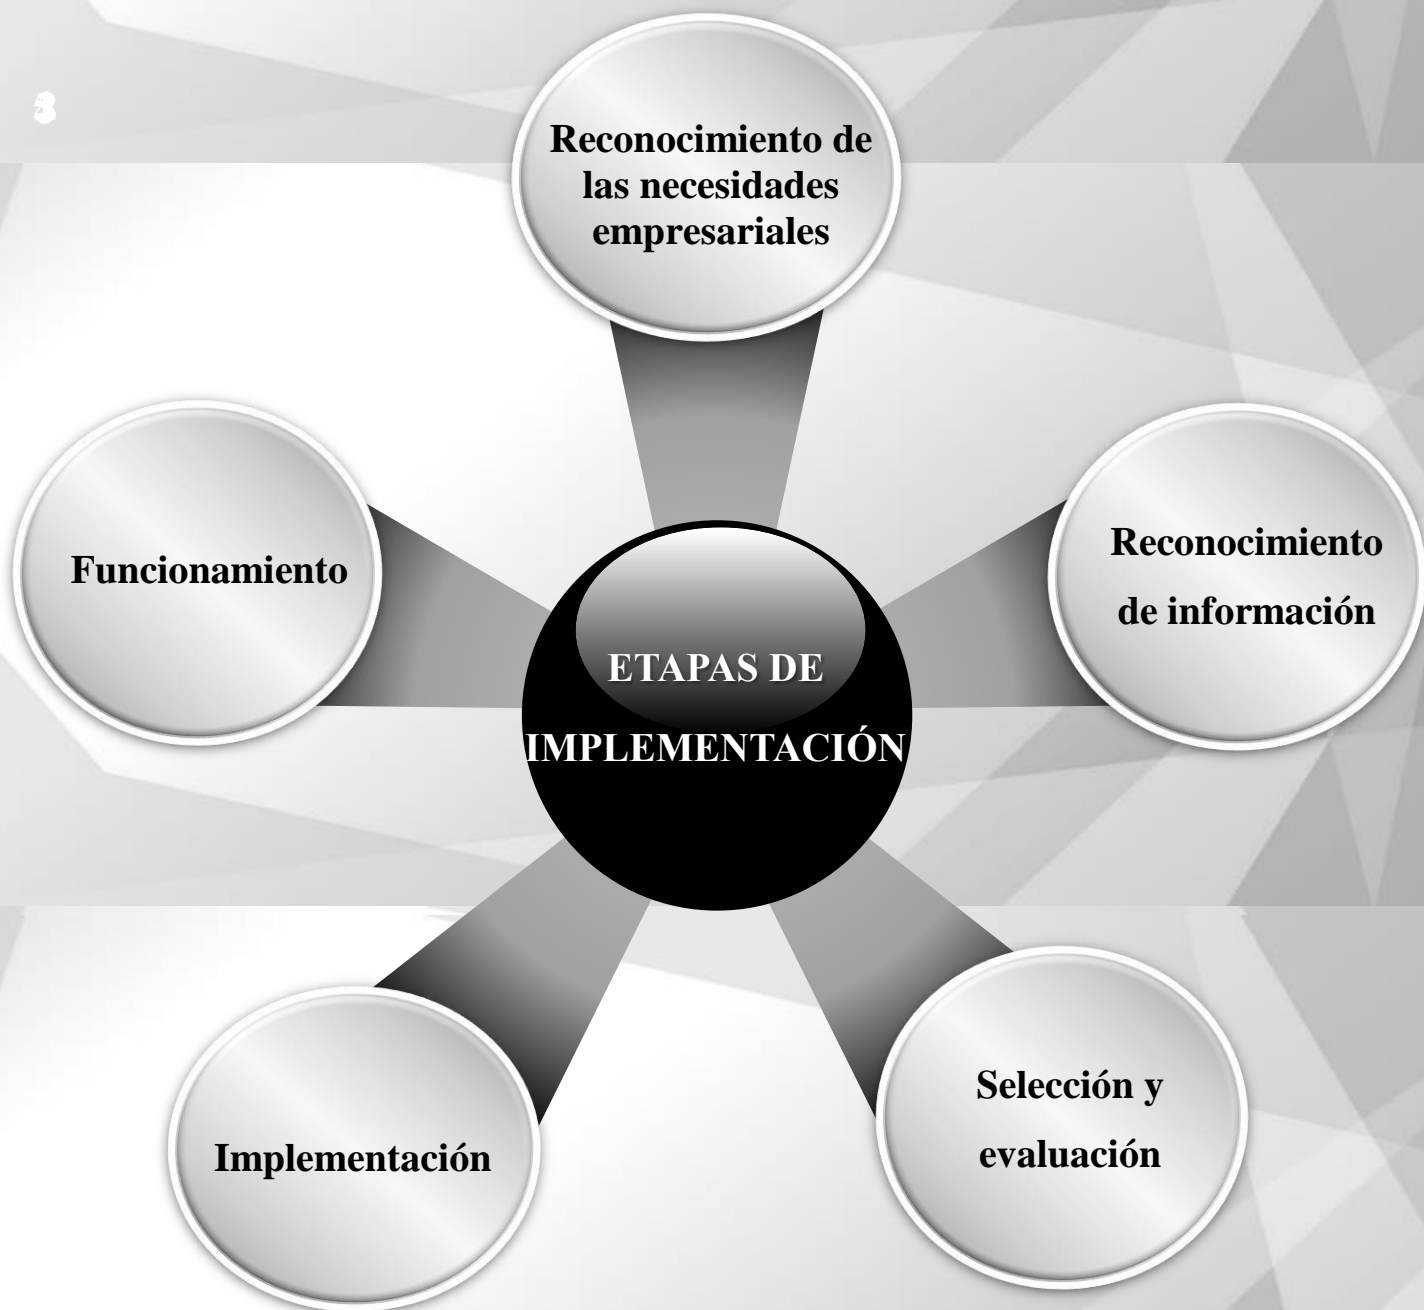 Reconocimiento de
las necesidades
empresariales
Reconocimiento
de información
Selección y
evaluación
Implementación
Funcionamiento
ETAPAS DE
IMPLEMENTACIÓN